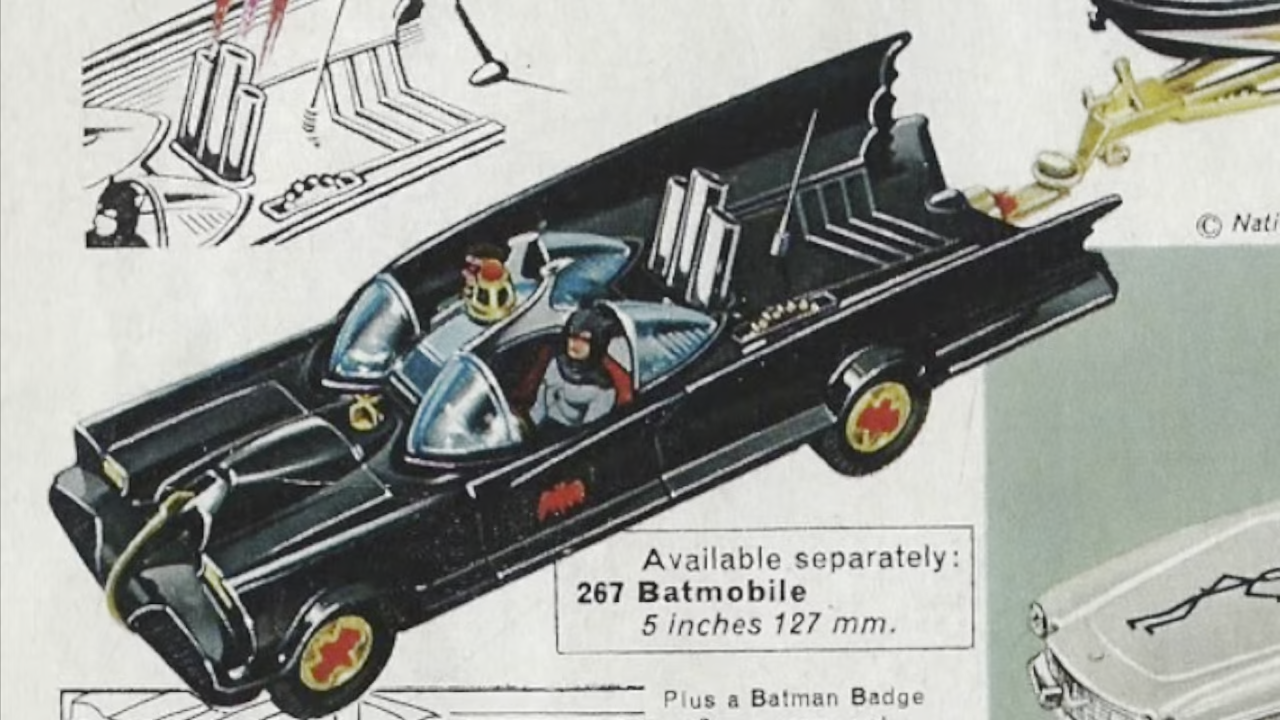 © Nati
Available separately:
267 Batmobile
5 inches 127 mm.
Plus a Batman Badge